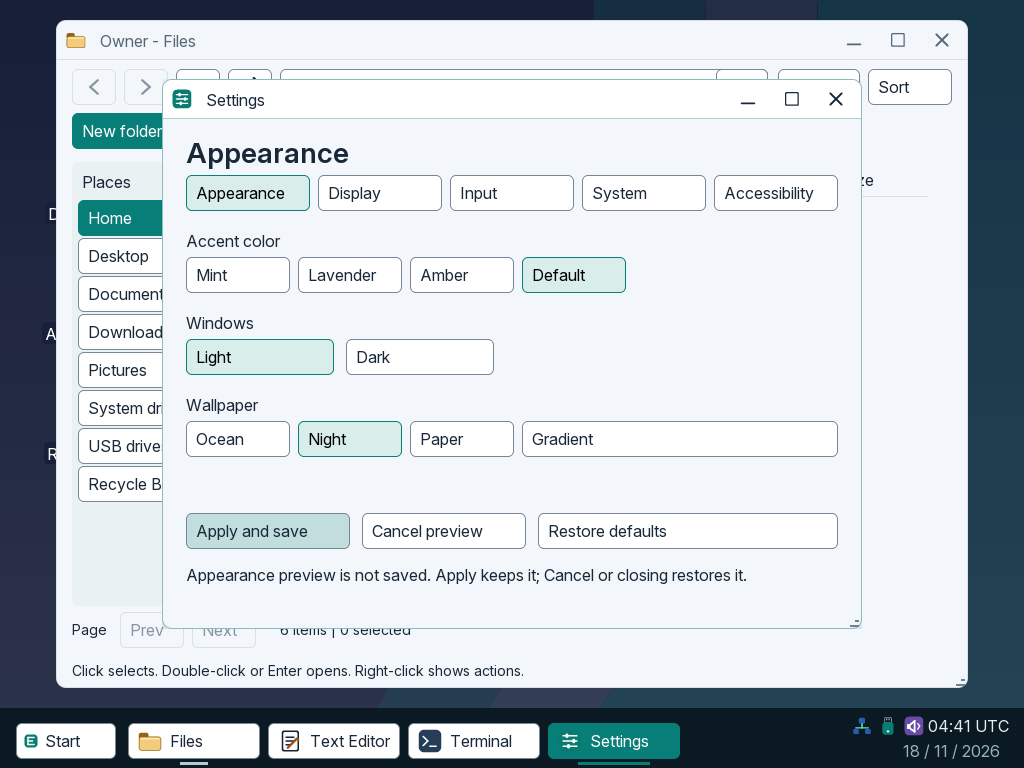 Owner - Files
Sort
Settings
New folder
Appearance
Places
Appearance Display Input System Accessibility
Home
Accent color
Desktop
Mint Lavender Amber Default
Windows
Download
Light Dark
Pictures
Wallpaper
System
Ocean Night Paper Gradient
USB drive
Recycle B
Apply and save Cancel preview Restore defaults
Appearance preview is not saved. Apply keeps it; Cancel or closing restores it.
Page Prev Next 6 items | 0 selected
Click selects. Double-click or Enter opens. Right-click shows actions.
Start Files Text Editor Terminal Settings 04:41 UTC
18 / 11 / 2026